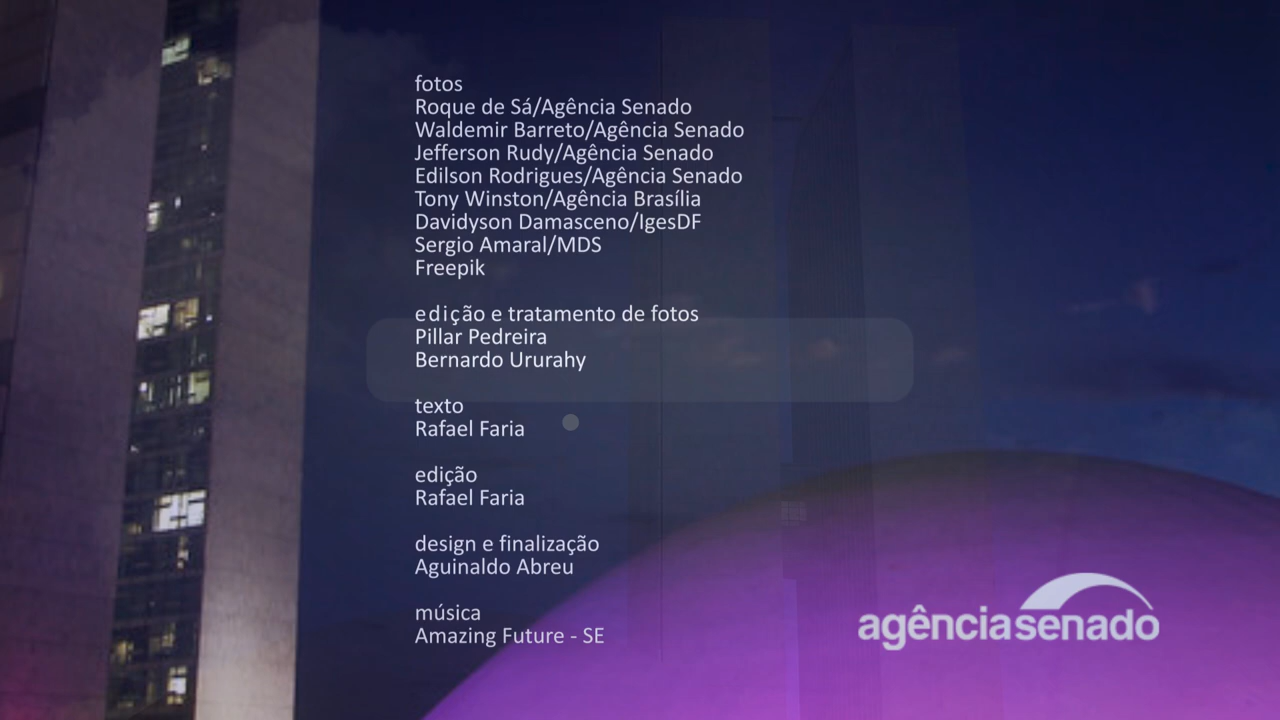 fotos
Roque de Sá/Agência Senado
Waldemir Barreto/Agência Senado
Jefferson Rudy/Agência Senado
Edilson Rodrigues/Agência Senado
Tony Winston/Agência Brasília
Davidyson Damasceno/IgesDF
Sergio Amaral/MDS
Freepik
edição e tratamento de fotos
Pillar Pedreira
Bernardo Ururahy
texto
Rafael Faria
edição
Rafael Faria
design e finalização
Aguinaldo Abreu
música
Amazing Future - SE
agênciasenado